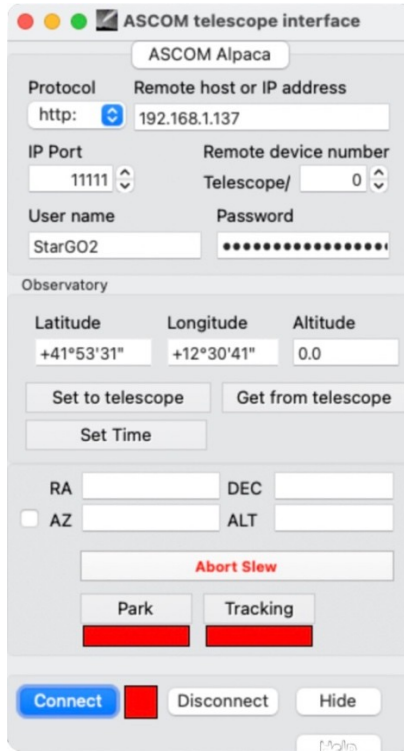 ASCOM telescope interface
ASCOM Alpaca
Protocol Remote host or IP address
http: 192.168.1.137
IP Port Remote device number
11111 Telescope/ 0
User name Password
StarGO2 ●●●●●●●●●●●●●●●●●
Observatory
Latitude Longitude Altitude
+41°53'31" +12°30'41" 0.0
Set to telescope Get from telescope
Set Time
RA DEC
AZ ALT
Abort Slew
Park Tracking
Connect Disconnect Hide